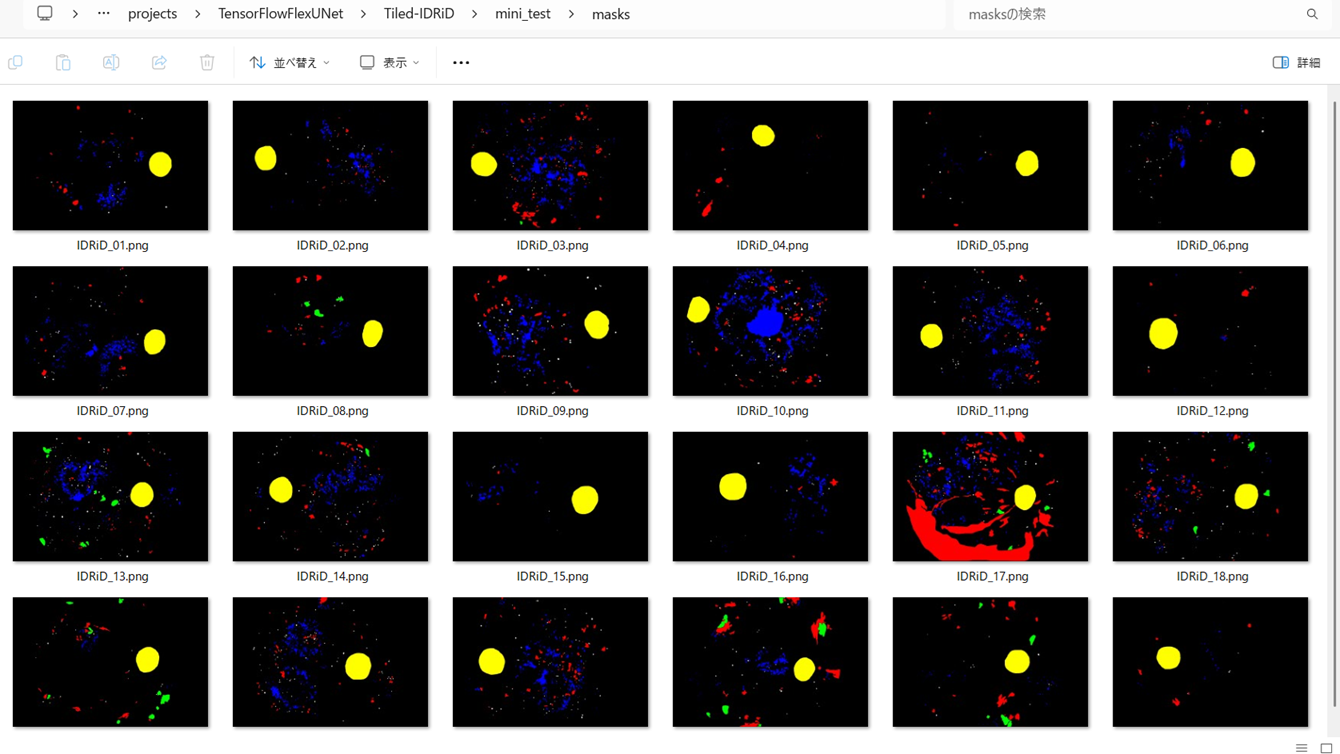 projects > TensorFlowFlexUNet > Tiled-IDRiD > mini_test > masks
masksの検索
並べ替え
表示
詳細
IDRiD_01.png
IDRiD_02.png
IDRiD_03.png
IDRiD_04.png
IDRiD_05.png
IDRiD_06.png
IDRiD_07.png
IDRiD_08.png
IDRiD_09.png
IDRiD_10.png
IDRiD_11.png
IDRiD_12.png
IDRiD_13.png
IDRiD_14.png
IDRiD_15.png
IDRiD_16.png
IDRiD_17.png
IDRiD_18.png